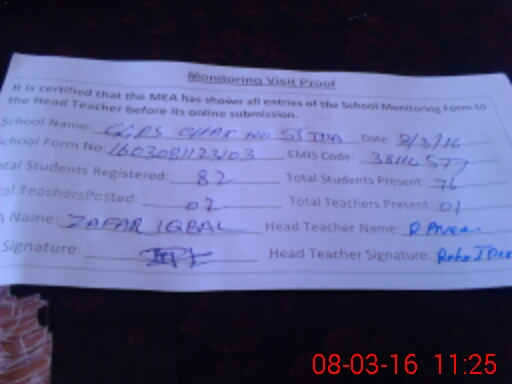 Monitoring Visit Proof
It is certified that the MEA has shown all entries of the School Monitoring Form to
the Head Teacher before its online submission.
School Name: GGPS CHAK NO 53 Date: 8/3/16
School Form No: 1603081123103 EMIS Code: 38116577
tal Students Registered: 82 Total Students Present: 76
al Teachers Posted: 02 Total Teachers Present: 01
A Name: ZAFAR IQBAL Head Teacher Name: R
Signature: Head Teacher Signature:
08-03-16 11:25